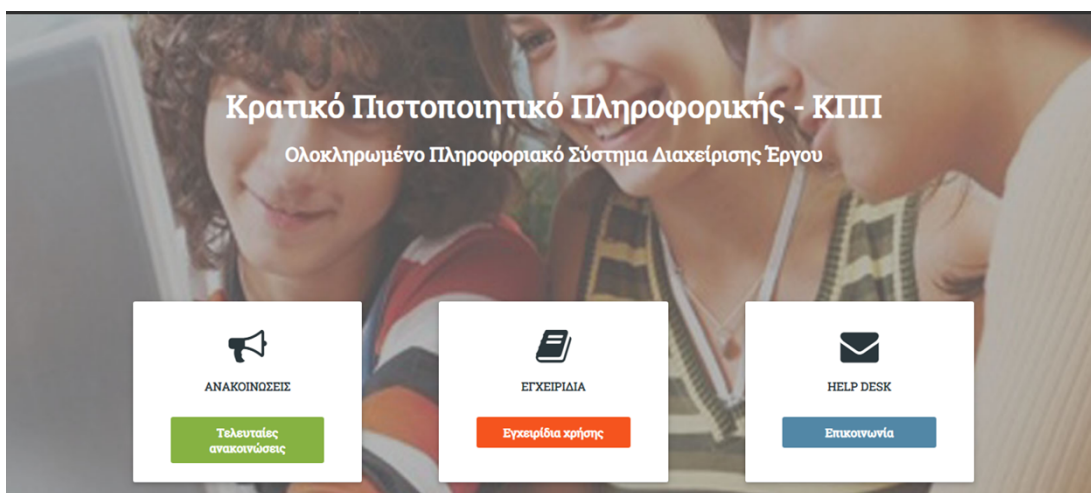 Κρατικό Πιστοποιητικό Πληροφορικής - ΚΠΠ
Ολοκληρωμένο Πληροφοριακό Σύστημα Διαχείρισης Έργου
ΑΝΑΚΟΙΝΩΣΕΙΣ
Τελευταίες
ανακοινώσεις
ΕΓΧΕΙΡΙΔΙΑ
Εγχειρίδια χρήσης
HELP DESK
Επικοινωνία